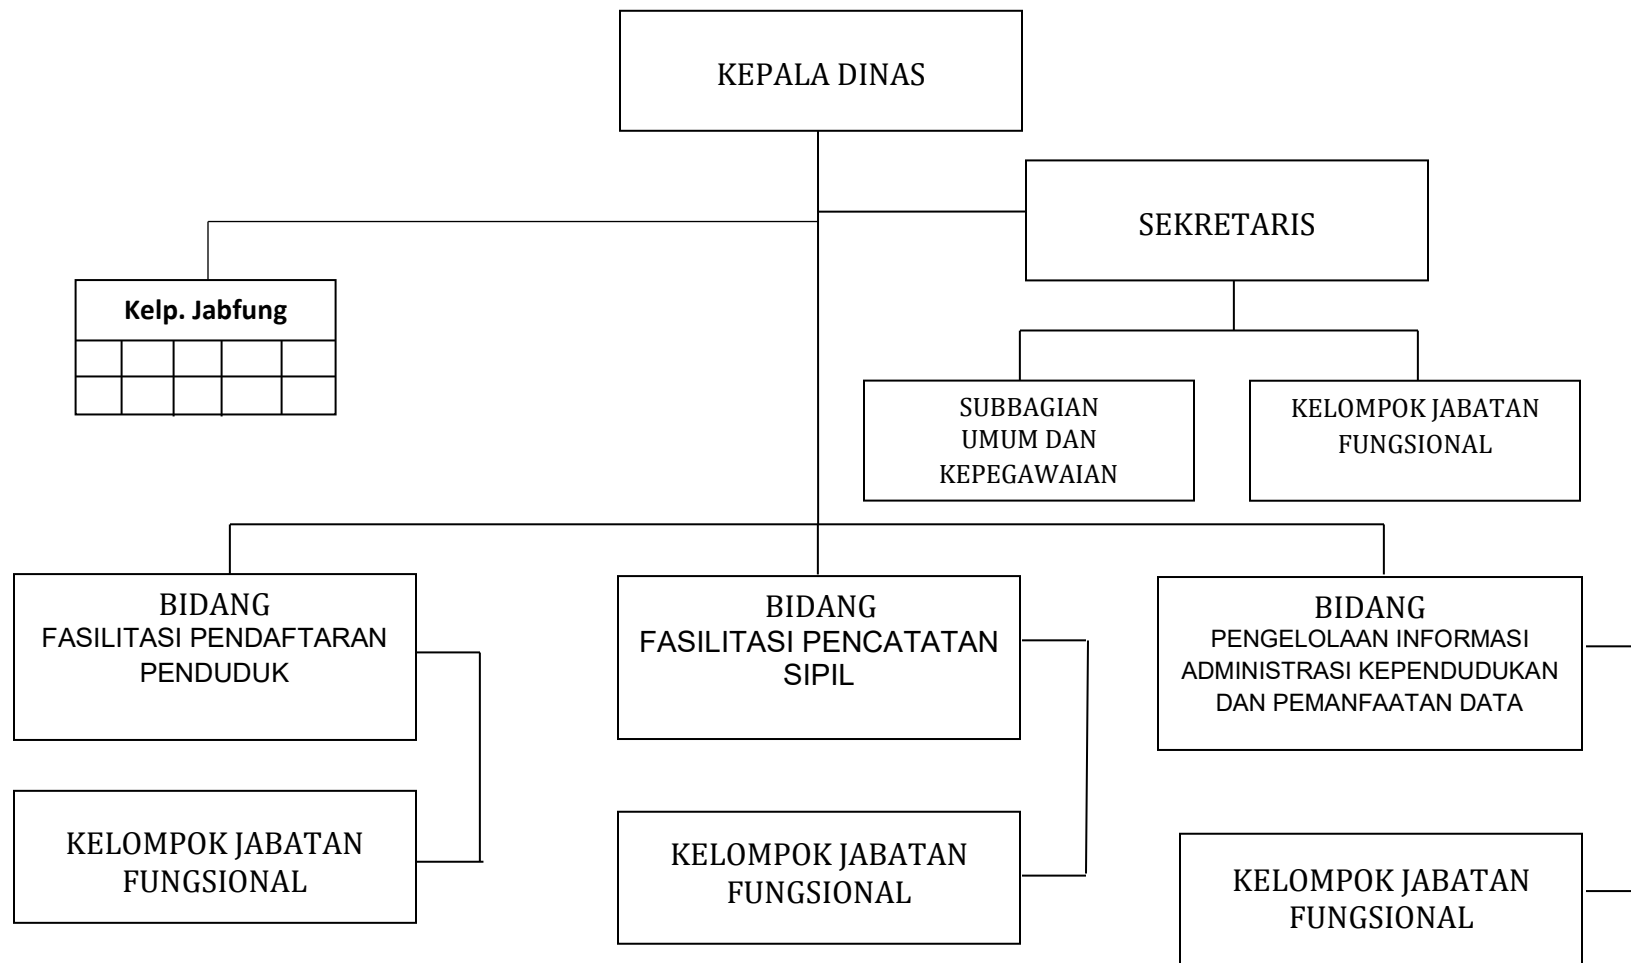 KEPALA DINAS
SEKRETARIS
Kelp. Jabfung
SUBBAGIAN
UMUM DAN
KEPEGAWAIAN
KELOMPOK JABATAN
FUNGSIONAL
BIDANG
FASILITASI PENDAFTARAN
PENDUDUK
BIDANG
FASILITASI PENCATATAN
SIPIL
BIDANG
PENGELOLAAN INFORMASI
ADMINISTRASI KEPENDUDUKAN
DAN PEMANFAATAN DATA
KELOMPOK JABATAN
FUNGSIONAL
KELOMPOK JABATAN
FUNGSIONAL
KELOMPOK JABATAN
FUNGSIONAL